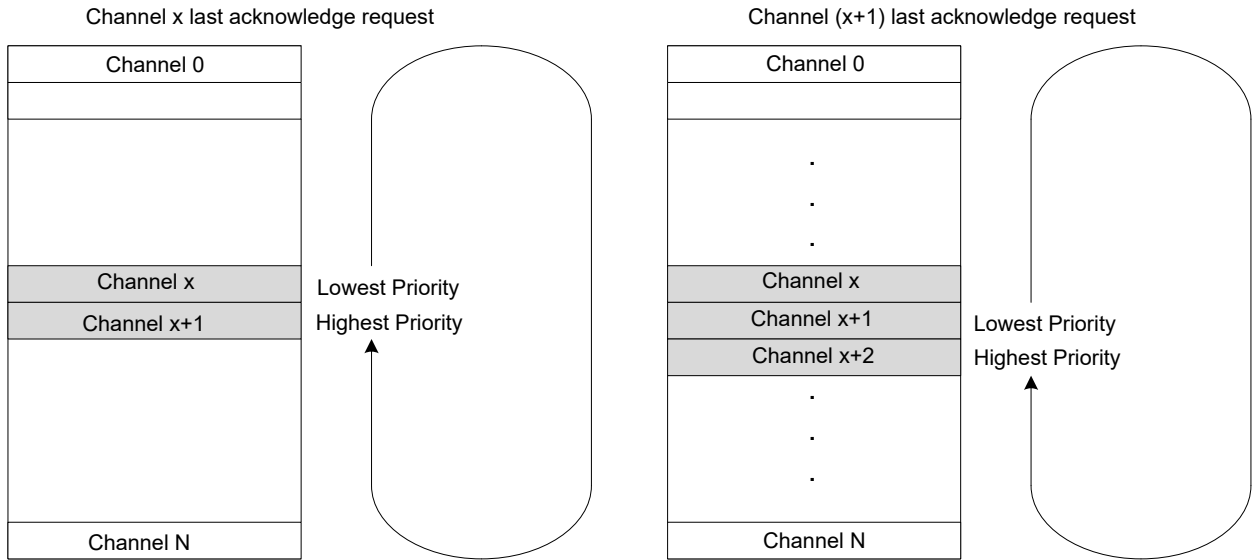 Channel x last acknowledge request
Channel 0
Channel x
Lowest Priority
Channel x+1
Highest Priority
Channel N
Channel (x+1) last acknowledge request
Channel 0
.
.
.
Channel x
Channel x+1
Lowest Priority
Channel x+2
Highest Priority
.
.
.
Channel N